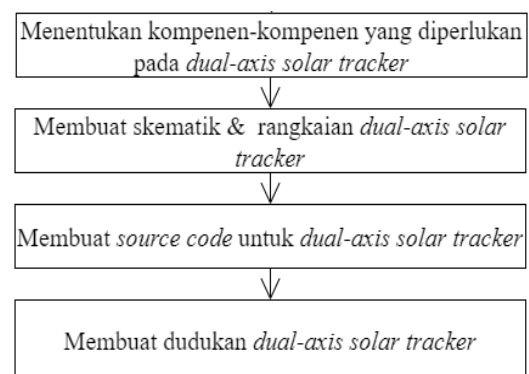 Menentukan kompenen-kompenen yang diperlukan
pada dual-axis solar tracker
Membuat skematik & rangkaian dual-axis solar
tracker
Membuat source code untuk dual-axis solar tracker
Membuat dudukan dual-axis solar tracker